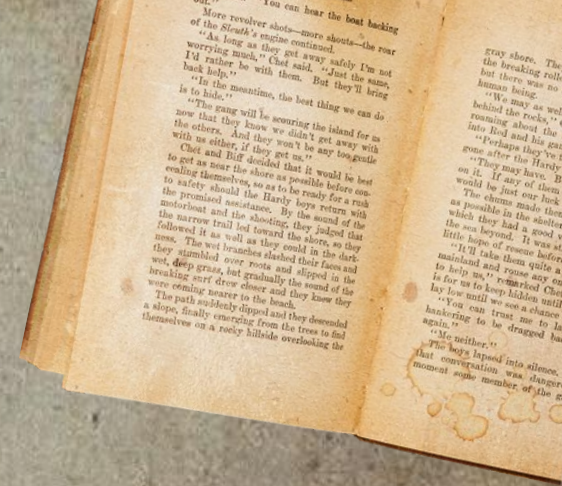 out." "You can hear the boat backing
More revolver shots—more shouts—the roar
of the Sleuth's engine continued.
"As long as they get away safely I'm not
worrying much," Chet said. "Just the same,
I'd rather be with them. But they'll bring
back help."
"In the meantime, the best thing we can do
is to hide."
"The gang will be scouring the island for us
now that they know we didn't get away with
the others. And they won't be any too gentle
with us either, if they get us."
Chet and Biff decided that it would be best
to get as near the shore as possible before con-
cealing themselves, so as to be ready for a rush
to safety should the Hardy boys return with
the promised assistance. By the sound of the
motorboat and the shooting, they judged that
the narrow trail led toward the shore, so they
followed it as well as they could in the dark-
ness. The wet branches slashed their faces and
they stumbled over roots and slipped in the
wet, deep grass, but gradually the sound of the
breaking surf drew closer and they knew they
were coming nearer to the beach.
The path suddenly dipped and they descended
a slope, finally emerging from the trees to find
themselves on a rocky hillside overlooking the
gray shore. The
the breaking rolle
but there was no
human being.
"We may as wel
behind the rocks,"
roaming about the
into Red and his gan
"Perhaps they've
gone after the Hardy
"They may have. B
on it. If any of them
would be just our luck
The chums made them
as possible in the shelter
which they had a good
the sea beyond. It was st
little hope of rescue before
"It'll take them quite a
mainland and rouse any on
to help us," remarked Chet
is for us to keep hidden until
lay low until we see a chance
"You can trust me to la
hankering to be dragged ba
again."
"Me neither."
The boys lapsed into silence.
that conversation was danger
moment some member of the g